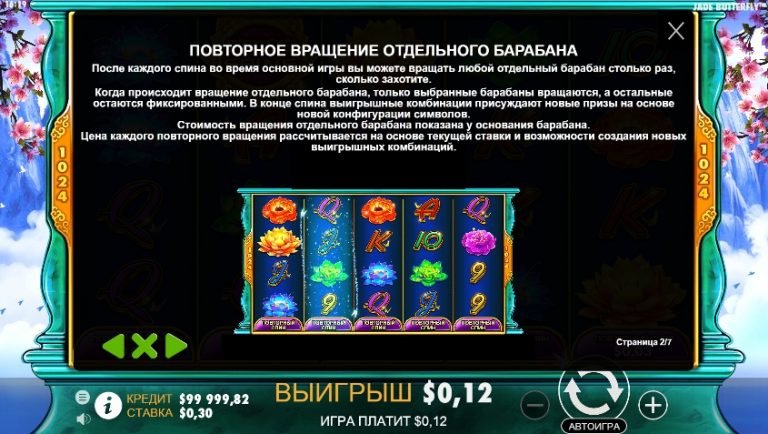 14:19
JADE BUTTERFLY™
ПОВТОРНОЕ ВРАЩЕНИЕ ОТДЕЛЬНОГО БАРАБАНА
После каждого спина во время основной игры вы можете вращать любой отдельный барабан столько раз,
сколько захотите.
Когда происходит вращение отдельного барабана, только выбранные барабаны вращаются, а остальные
остаются фиксированными. В конце спина выигрышные комбинации присуждают новые призы на основе
новой конфигурации символов.
Стоимость вращения отдельного барабана показана у основания барабана.
Цена каждого повторного вращения рассчитывается на основе текущей ставки и возможности создания новых
выигрышных комбинаций.
1024
1024
Q A Q
J K 10
J 9
9 Q J 9
ПОВТОРНЫЙ СПИН ПОВТОРНЫЙ СПИН ПОВТОРНЫЙ СПИН ПОВТОРНЫЙ СПИН ПОВТОРНЫЙ СПИН
Страница 2/7
КРЕДИТ $99 999,82
СТАВКА $0,30
ВЫИГРЫШ $0,12
ИГРА ПЛАТИТ $0,12
АВТОИГРА